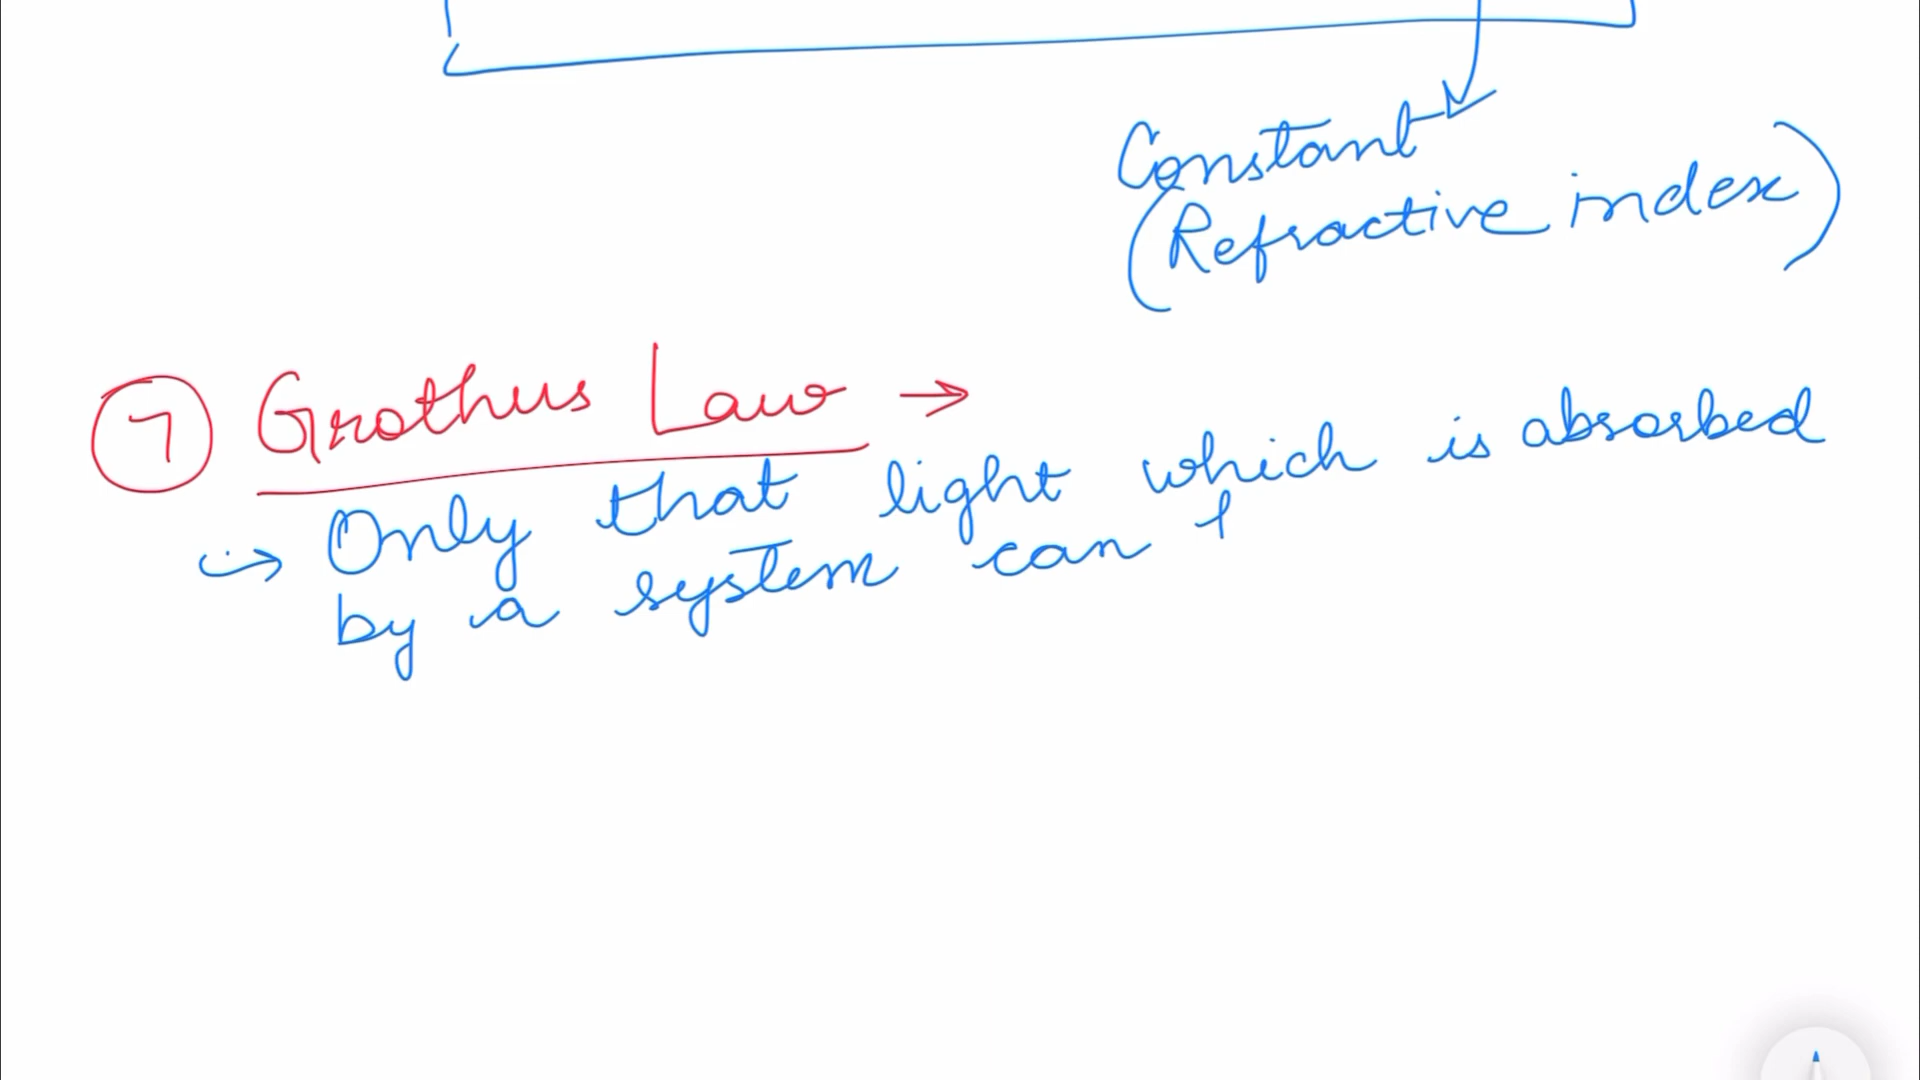 Constant
(Refractive index)
7 Grothus Law →
Only that light which is absorbed
by a system can